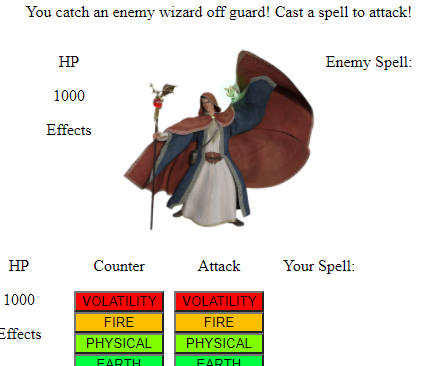 You catch an enemy wizard off guard! Cast a spell to attack!
HP
Enemy Spell:
1000
Effects
HP
Counter
Attack
Your Spell:
1000
VOLATILITY
VOLATILITY
FIRE
FIRE
Effects
PHYSICAL
PHYSICAL
EARTH
EARTH